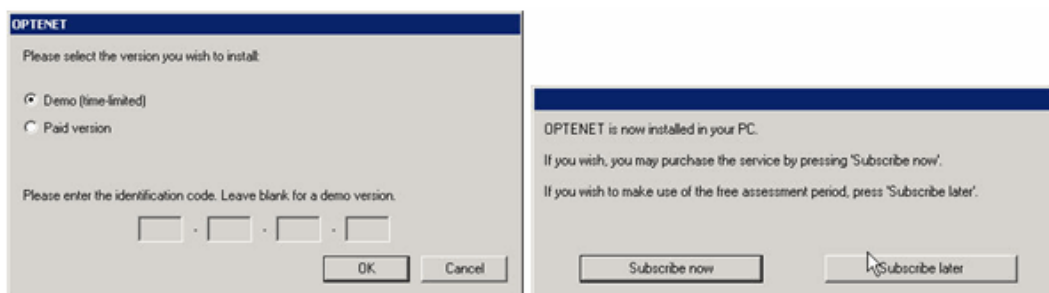 OPTENET
Please select the version you wish to install:
Demo (time-limited)
Paid version
Please enter the identification code. Leave blank for a demo version.
- - -
OK Cancel
OPTENET is now installed in your PC.
If you wish, you may purchase the service by pressing 'Subscribe now'.
If you wish to make use of the free assessment period, press 'Subscribe later'.
Subscribe now Subscribe later